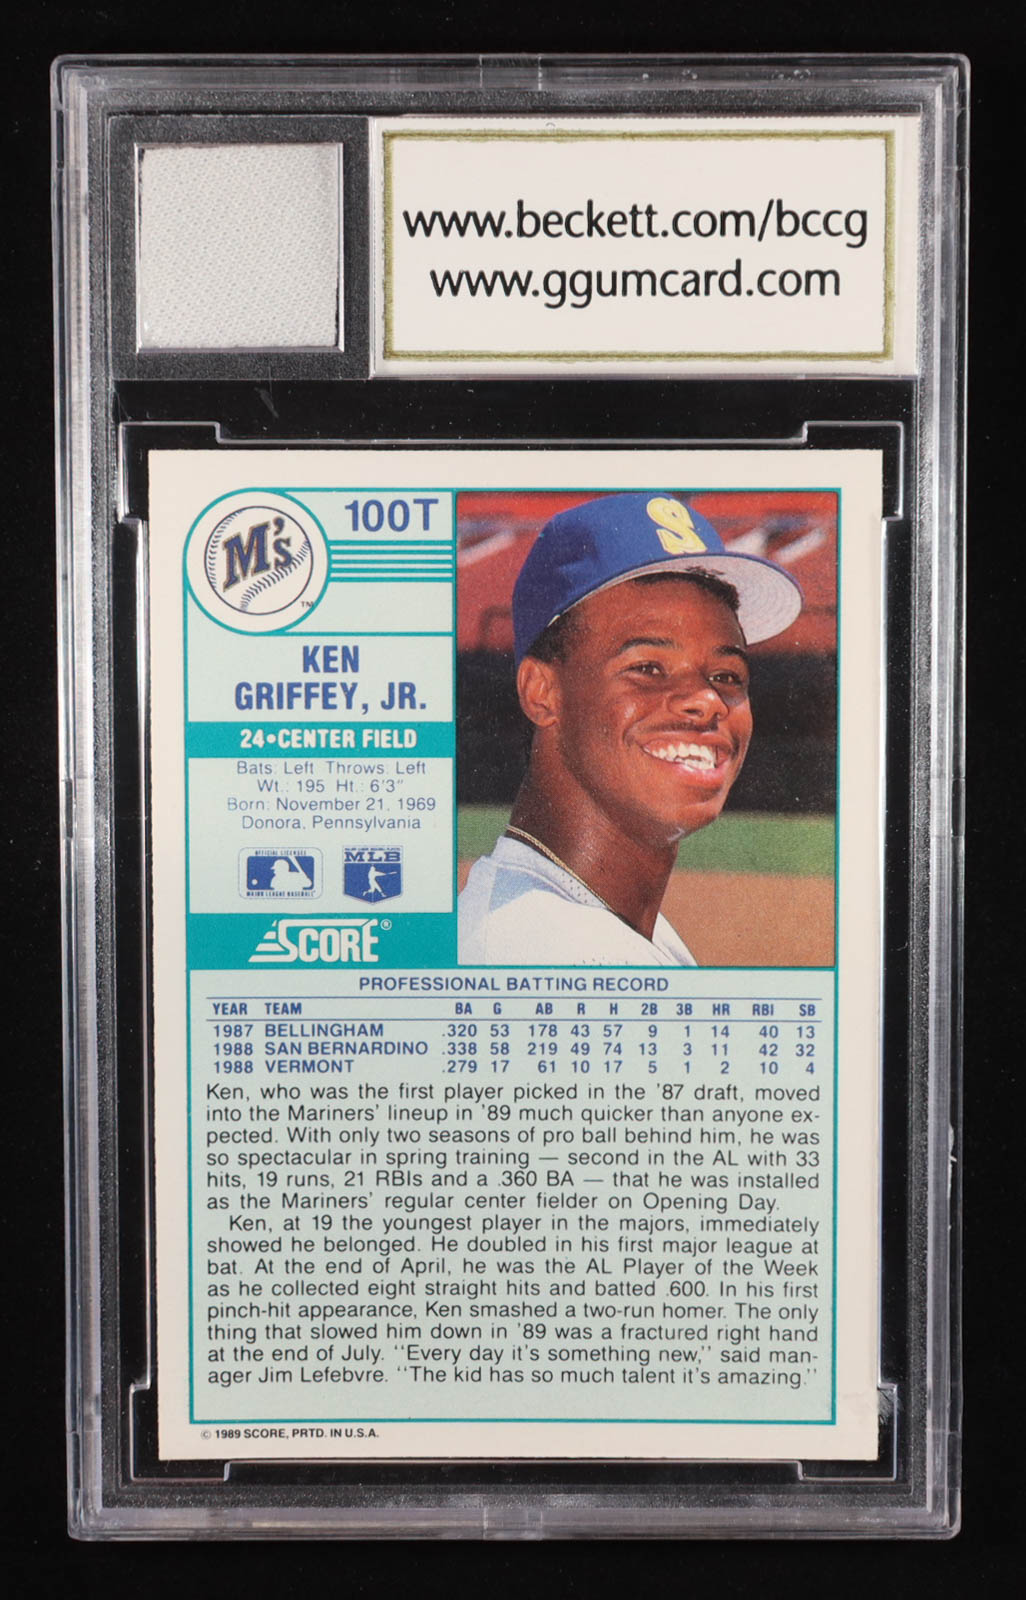 www.beckett.com/bccg
www.ggumcard.com
M's
TM
100T
S
KEN
GRIFFEY, JR.
24•CENTER FIELD
Bats: Left Throws: Left
Wt.: 195 Ht.: 6'3"
Born: November 21, 1969
Donora, Pennsylvania
OFFICIAL LICENSEE
MAJOR LEAGUE BASEBALL
MLB
SCORE®
PROFESSIONAL BATTING RECORD
YEAR TEAM BA G AB R H 2B 3B HR RBI SB
1987 BELLINGHAM .320 53 178 43 57 9 1 14 40 13
1988 SAN BERNARDINO .338 58 219 49 74 13 3 11 42 32
1988 VERMONT .279 17 61 10 17 5 1 2 10 4
Ken, who was the first player picked in the '87 draft, moved
into the Mariners' lineup in '89 much quicker than anyone ex-
pected. With only two seasons of pro ball behind him, he was
so spectacular in spring training — second in the AL with 33
hits, 19 runs, 21 RBIs and a .360 BA — that he was installed
as the Mariners' regular center fielder on Opening Day.
Ken, at 19 the youngest player in the majors, immediately
showed he belonged. He doubled in his first major league at
bat. At the end of April, he was the AL Player of the Week
as he collected eight straight hits and batted .600. In his first
pinch-hit appearance, Ken smashed a two-run homer. The only
thing that slowed him down in '89 was a fractured right hand
at the end of July. "Every day it's something new," said man-
ager Jim Lefebvre. "The kid has so much talent it's amazing."
© 1989 SCORE, PRTD. IN U.S.A.